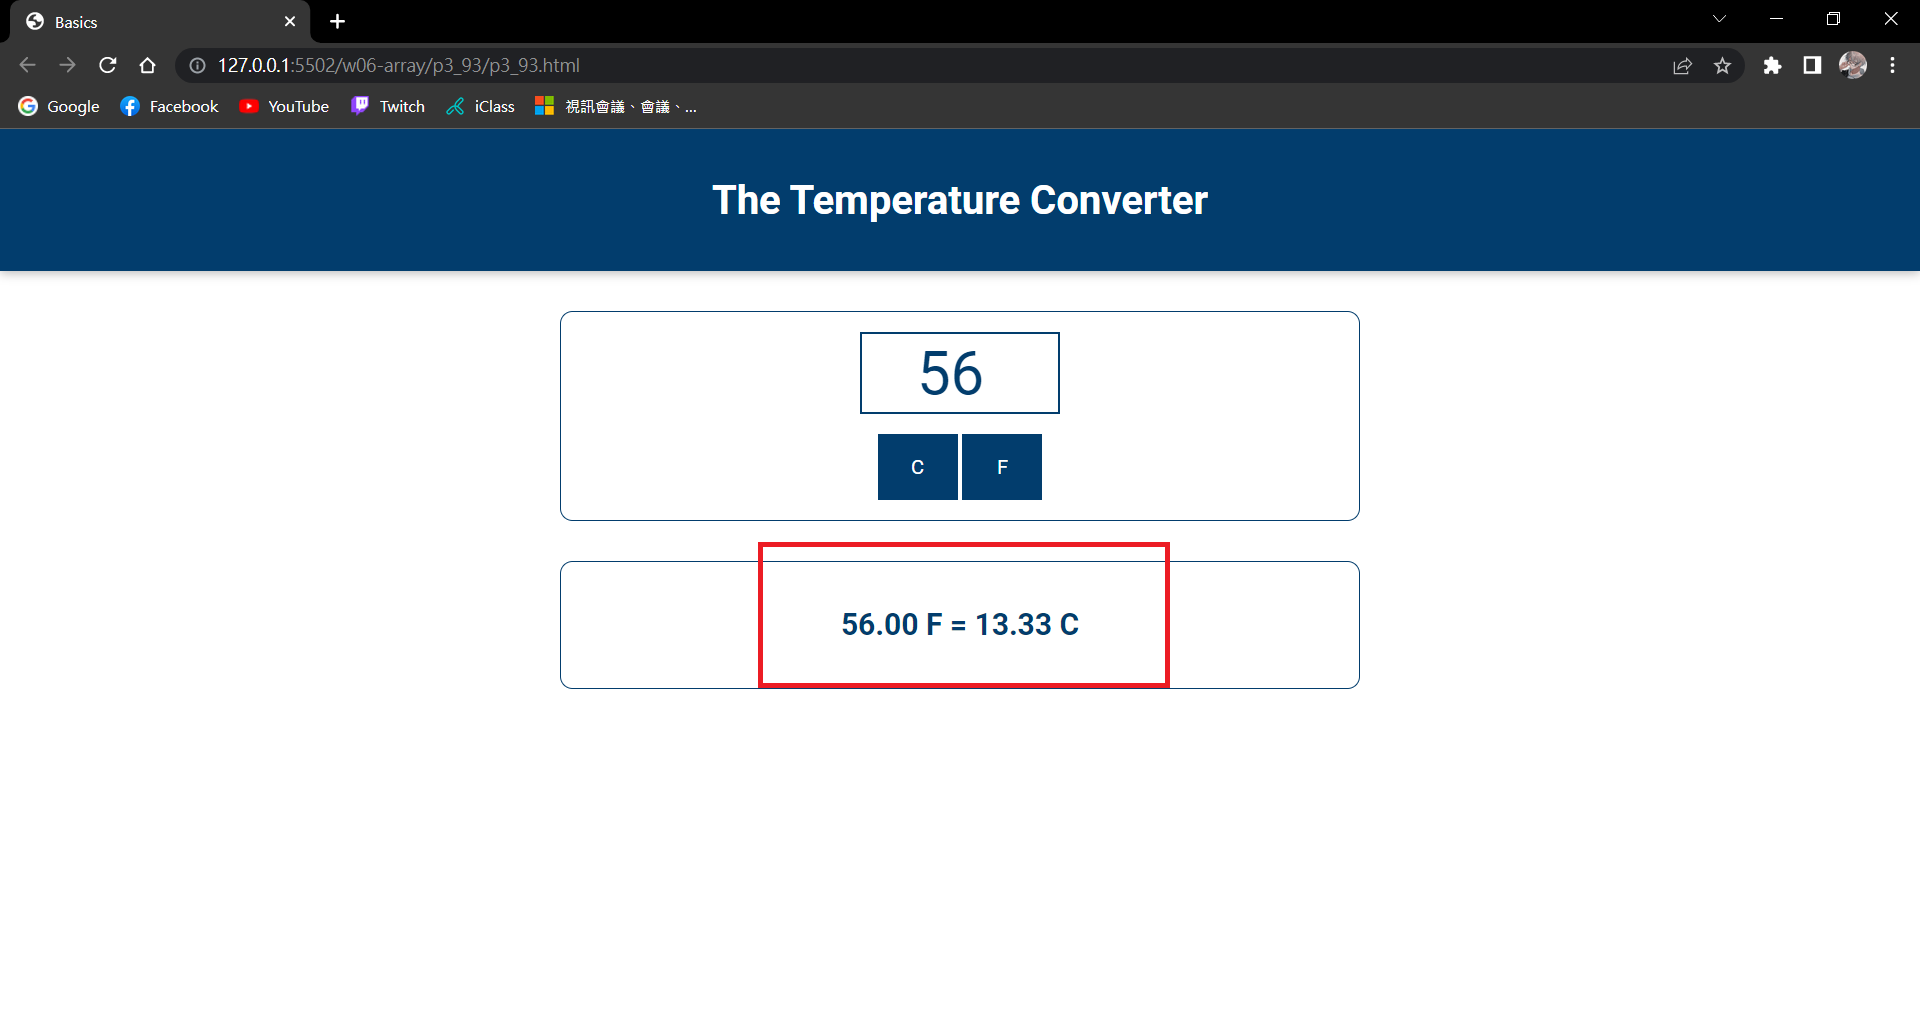 Basics
127.0.0.1:5502/w06-array/p3_93/p3_93.html
Google Facebook YouTube Twitch iClass 視訊會議、會議、...
The Temperature Converter
56
C F
56.00 F = 13.33 C